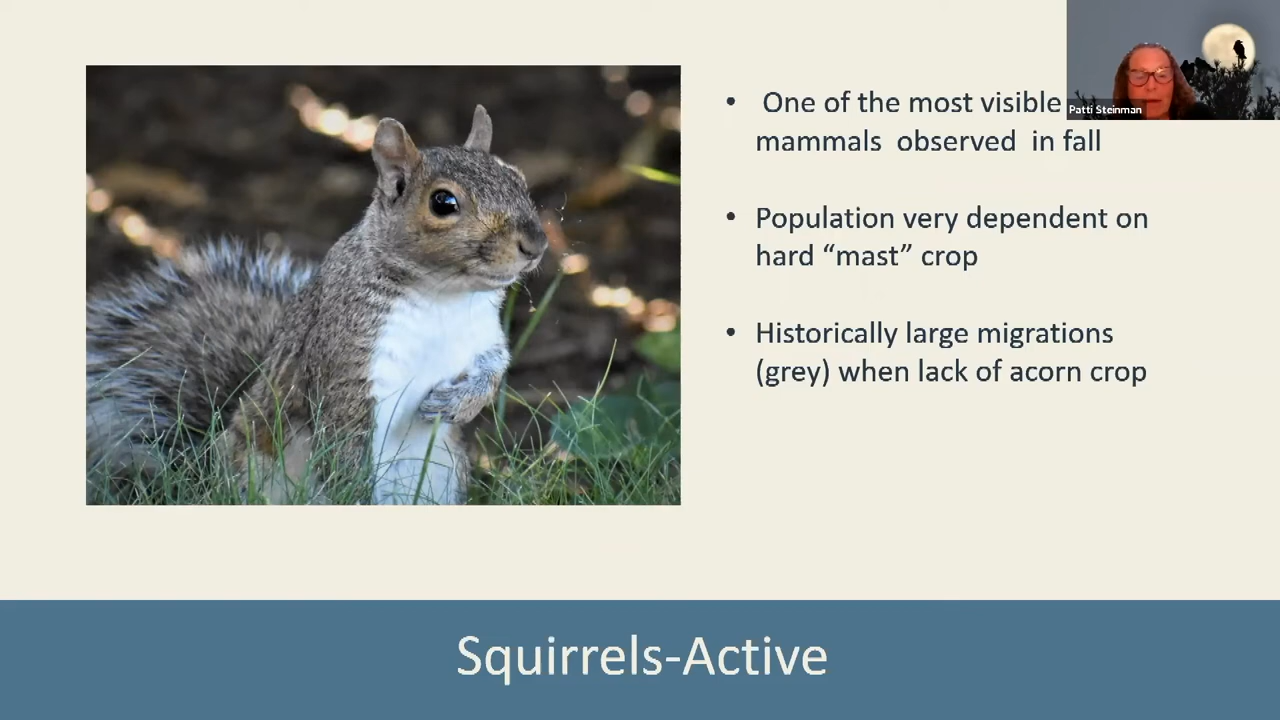 • One of the most visible
mammals observed in fall
• Population very dependent on
hard “mast” crop
• Historically large migrations
(grey) when lack of acorn crop
Patti Steinman
Squirrels-Active